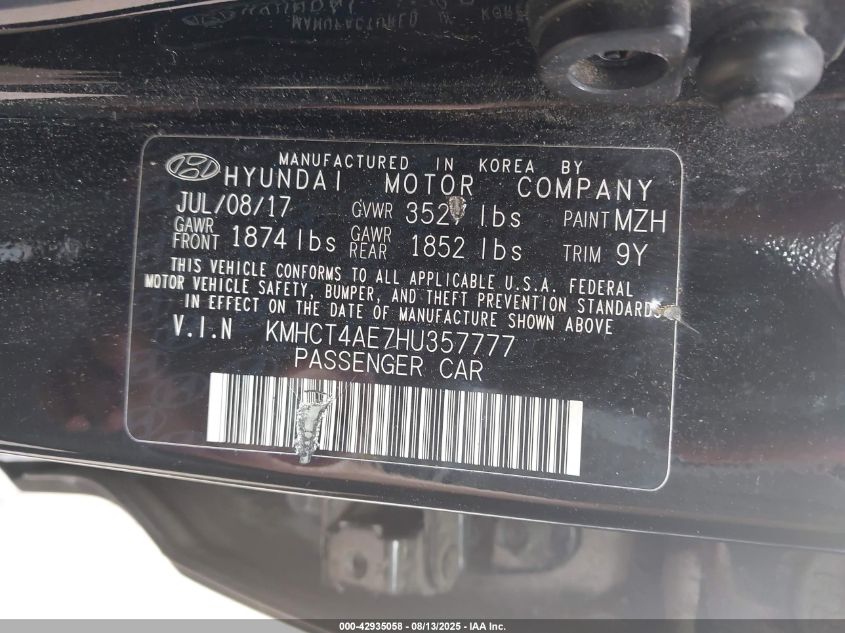 MANUFACTURED IN KOREA BY
HYUNDAI MOTOR COMPANY
JUL/08/17 GVWR lbs PAINT MZH
GAWR FRONT 1874 lbs GAWR REAR 1852 lbs TRIM 9Y
THIS VEHICLE CONFORMS TO ALL APPLICABLE U.S.A. FEDERAL
MOTOR VEHICLE SAFETY, BUMPER, AND THEFT PREVENTION STANDARDS
IN EFFECT ON THE DATE OF MANUFACTURE SHOWN ABOVE
V.I.N KMHCT4AE7HU357777
PASSENGER CAR
000-42935058 - 08/13/2025 - IAA Inc.